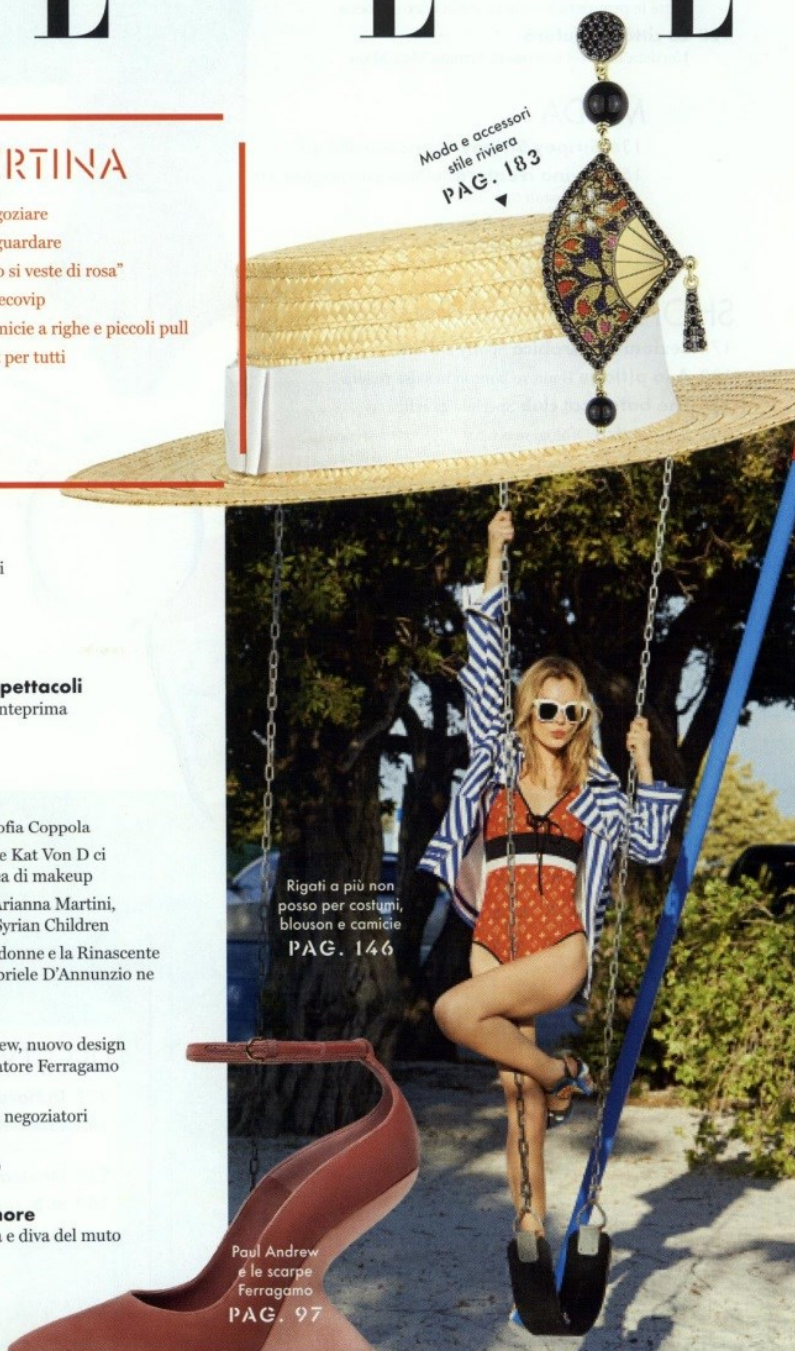 E L L E
RTINA
goziare
guardare
o si veste di rosa”
ecovip
nicie a righe e piccoli pull
per tutti
Moda e accessori
stile riviera
PAG. 183
i
pettacoli
nteprima
ofia Coppola
e Kat Von D ci
ea di makeup
Arianna Martini,
Syrian Children
donne e la Rinascente
briele D’Annunzio ne
ew, nuovo design
atore Ferragamo
negoziatori
nore
a e diva del muto
Rigati a più non
posso per costumi,
blouson e camicie
PAG. 146
Paul Andrew
e le scarpe
Ferragamo
PAG. 97